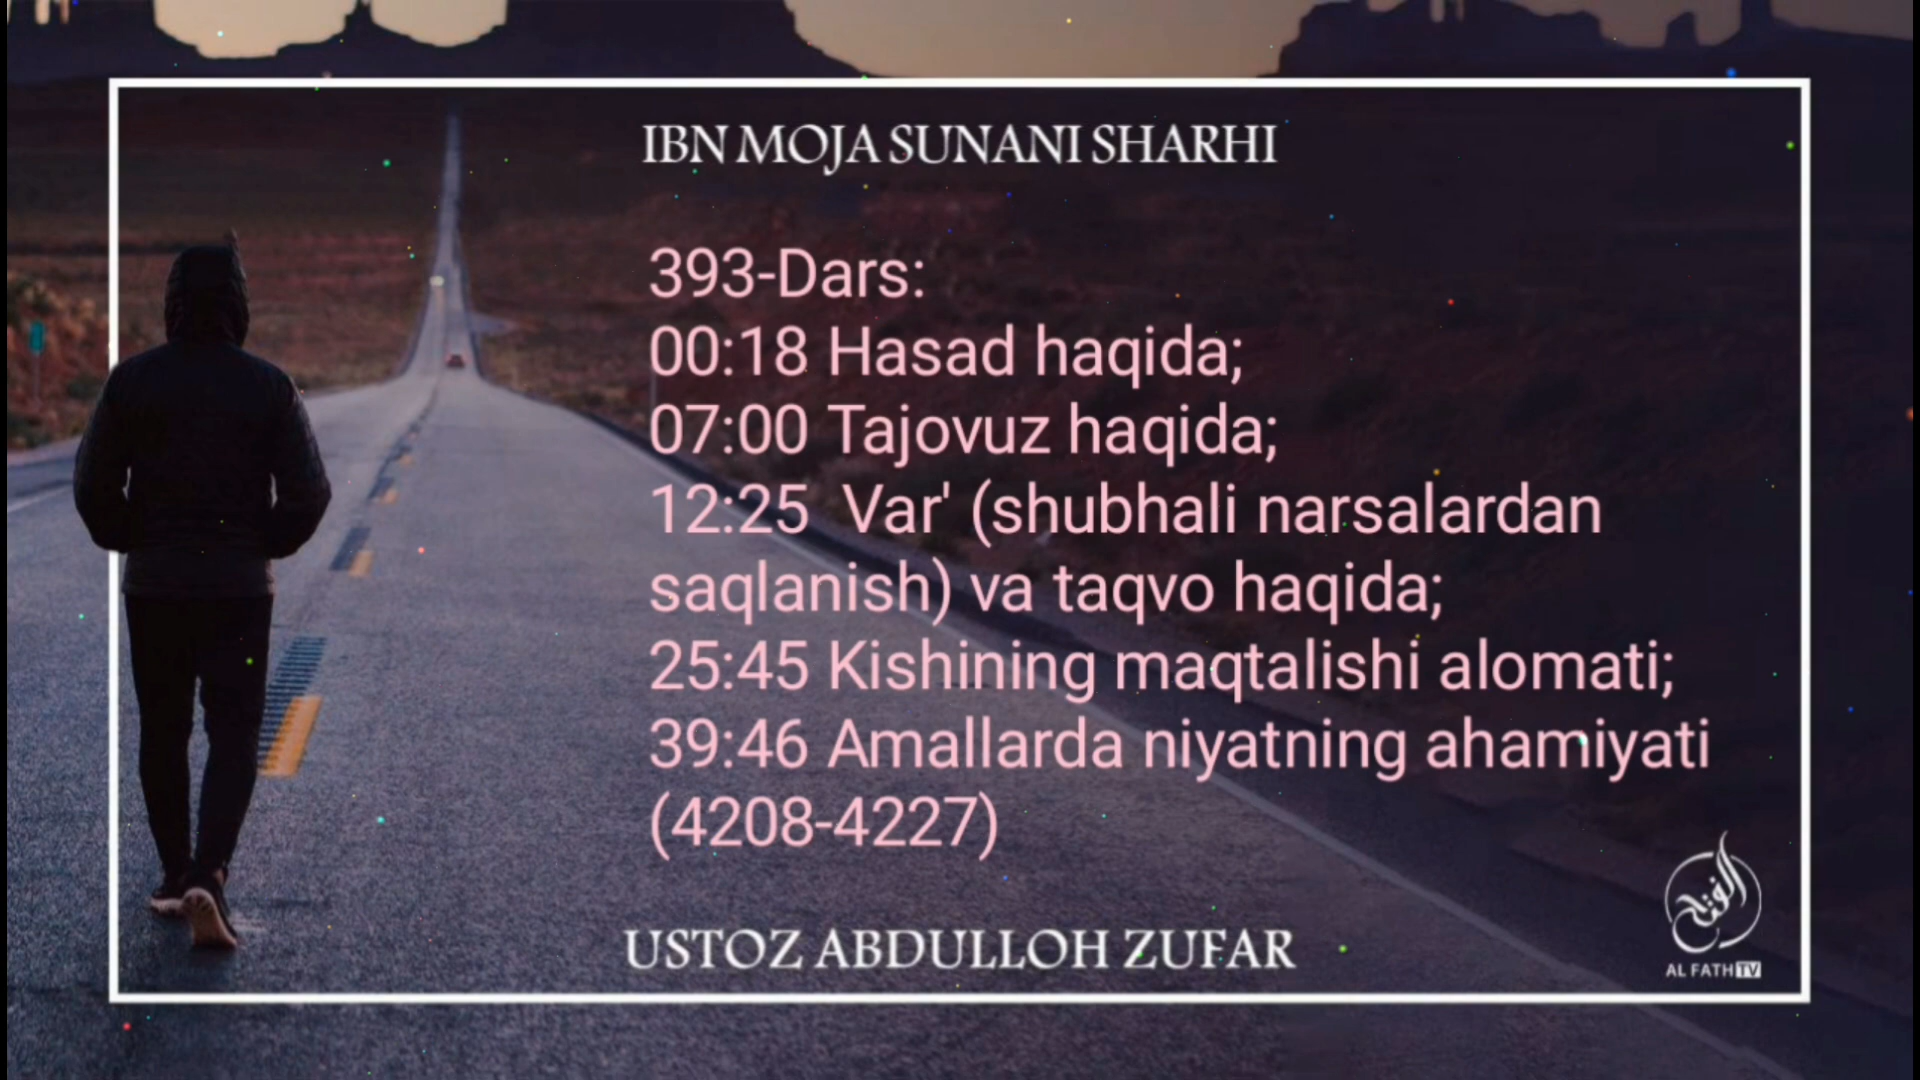 IBN MOJA SUNANI SHARHI
393-Dars:
00:18 Hasad haqida;
07:00 Tajovuz haqida;
12:25 Var' (shubhali narsalardan
saqlanish) va taqvo haqida;
25:45 Kishining maqtalishi alomati;
39:46 Amallarda niyatning ahamiyati
(4208-4227)
USTOZ ABDULLOH ZUFAR
الفتح
AL FATH TV